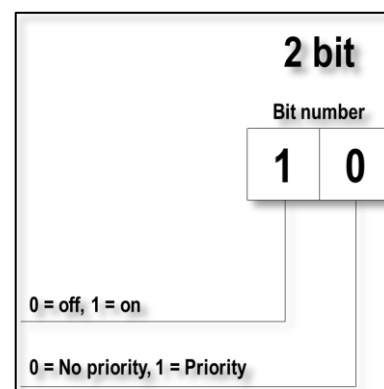 2 bit
Bit number
1 0
0 = off, 1 = on
0 = No priority, 1 = Priority